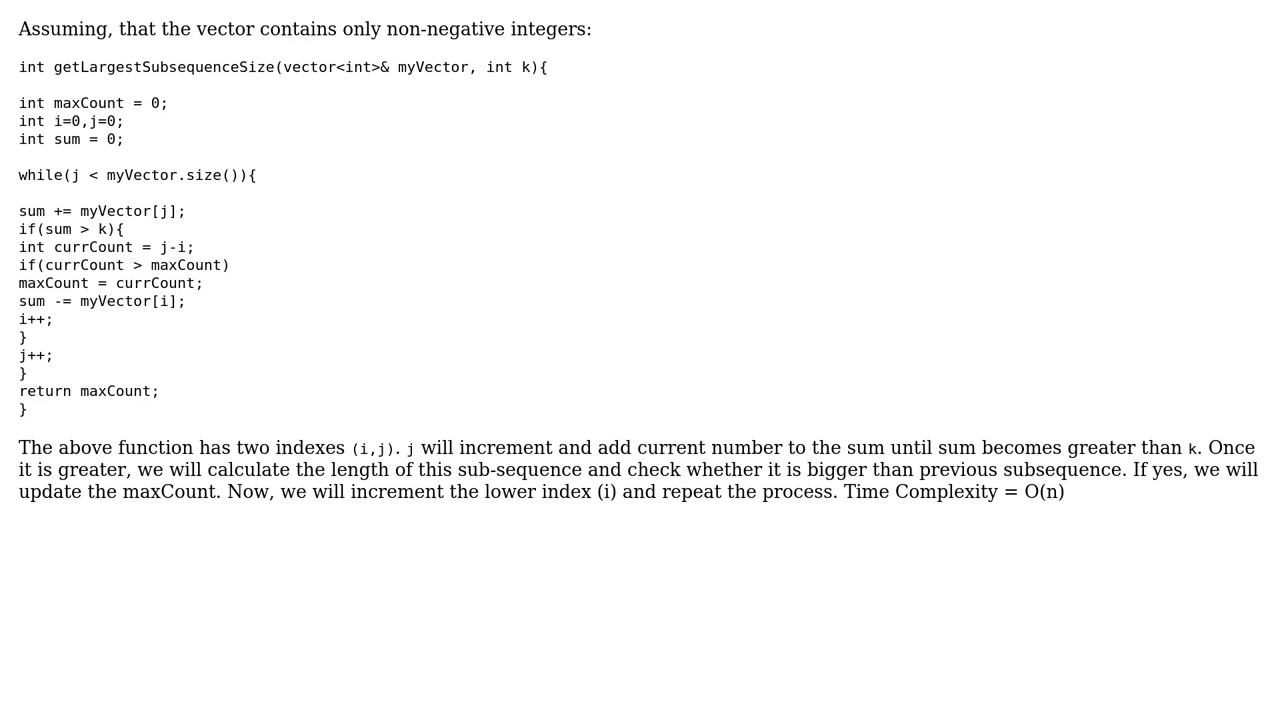 Assuming, that the vector contains only non-negative integers:
int getLargestSubsequenceSize(vector<int>& myVector, int k){
int maxCount = 0;
int i=0,j=0;
int sum = 0;
while(j < myVector.size()){
sum += myVector[j];
if(sum > k){
int currCount = j-i;
if(currCount > maxCount)
maxCount = currCount;
sum -= myVector[i];
i++;
}
j++;
}
return maxCount;
}
The above function has two indexes (i,j). j will increment and add current number to the sum until sum becomes greater than k. Once
it is greater, we will calculate the length of this sub-sequence and check whether it is bigger than previous subsequence. If yes, we will
update the maxCount. Now, we will increment the lower index (i) and repeat the process. Time Complexity = O(n)